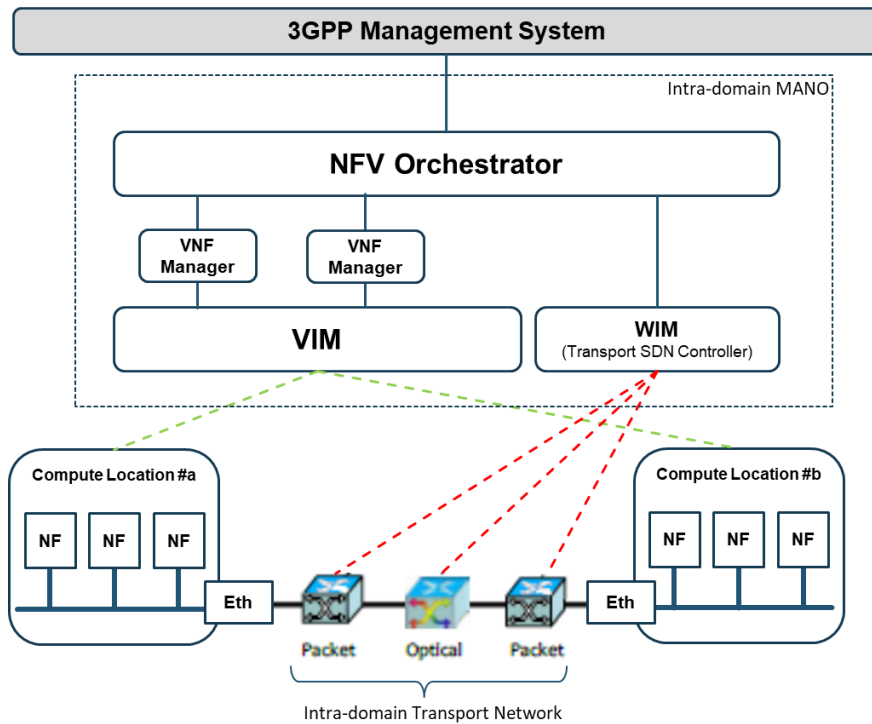 3GPP Management System
Intra-domain MANO
NFV Orchestrator
VNF
Manager
VNF
Manager
VIM
WIM
(Transport SDN Controller)
Compute Location #a
Compute Location #b
NF
NF
NF
NF
NF
NF
Eth
Eth
Packet
Optical
Packet
Intra-domain Transport Network